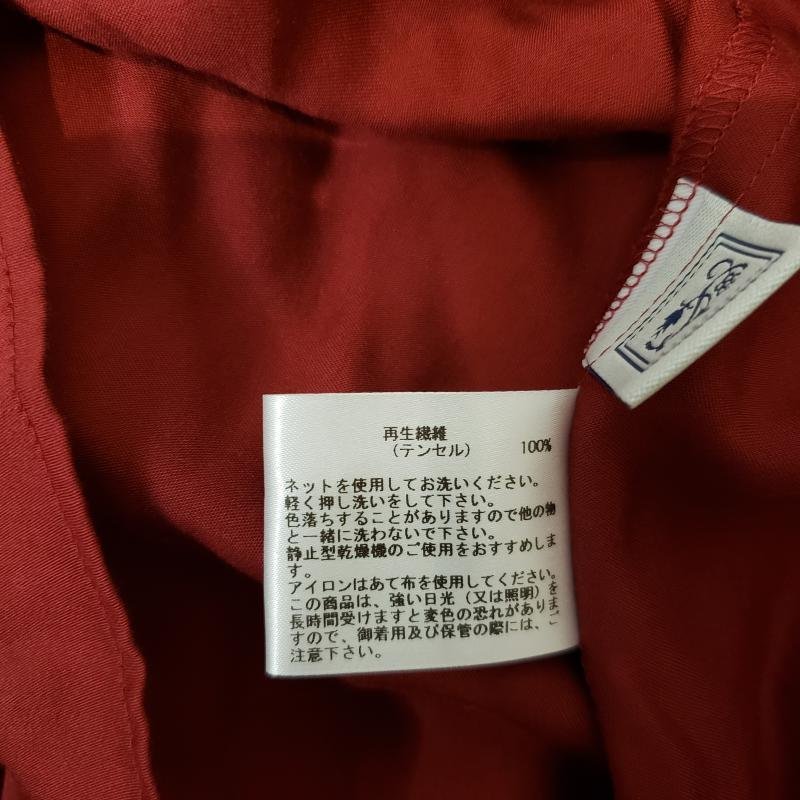 再生繊維
（テンセル） 100%
ネットを使用してお洗いください。
軽く押し洗いをして下さい。
色落ちすることがありますので他の物
と一緒に洗わないで下さい。
静止型乾燥機のご使用をおすすめしま
す。
アイロンはあて布を使用してください。
この商品は、強い日光（又は照明）を
長時間受けますと変色の恐れがありま
すので、御着用及び保管の際には、ご
注意下さい。